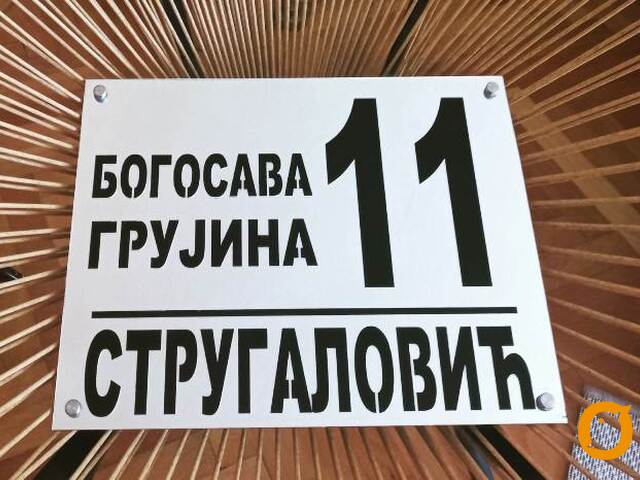 БОГОСАВА
ГРУЈИНА
11
СТРУГАЛОВИЋ